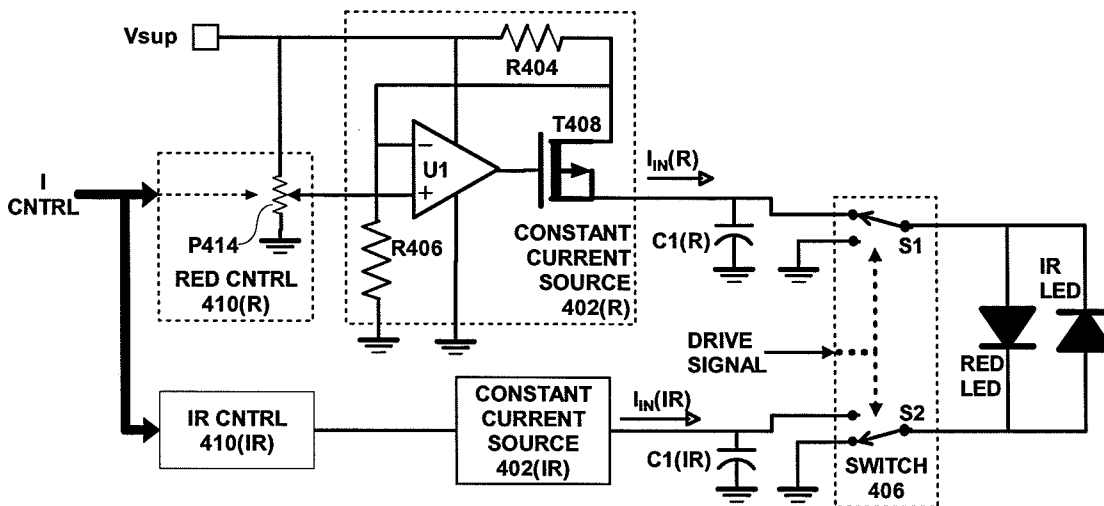 Vsup
R404
T408
U1
I
CNTRL
P414
RED CNTRL
410(R)
R406
CONSTANT
CURRENT
SOURCE
402(R)
I_IN(R)
C1(R)
S1
IR
LED
RED
LED
DRIVE
SIGNAL
IR CNTRL
410(IR)
CONSTANT
CURRENT
SOURCE
402(IR)
I_IN(IR)
C1(IR)
S2
SWITCH
406